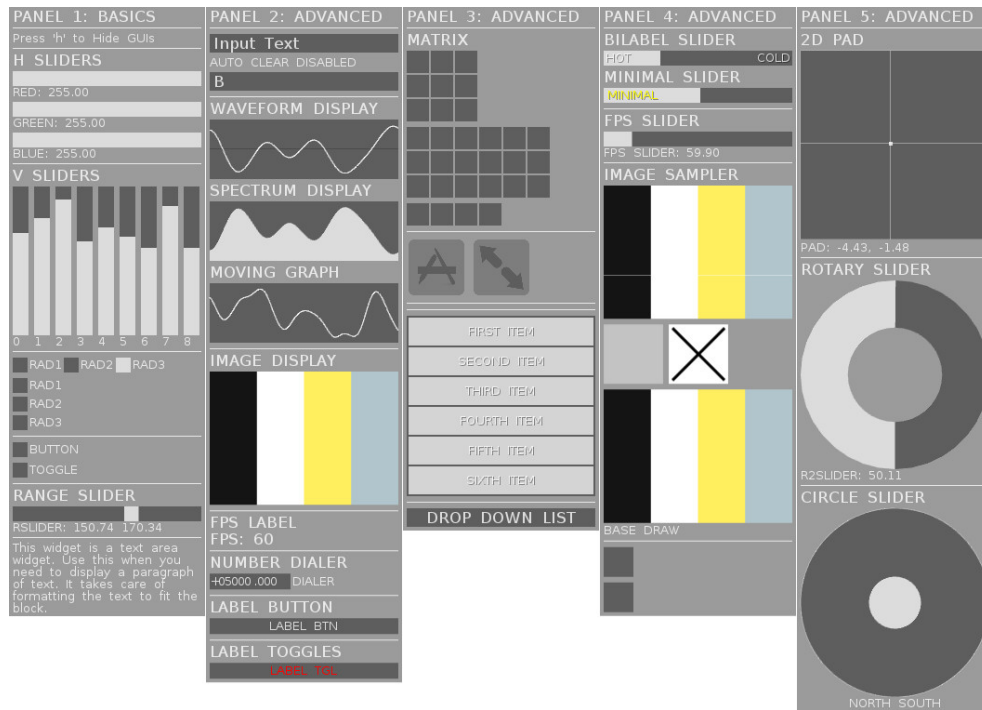 PANEL 1: BASICS
Press 'h' to Hide GUIs
H SLIDERS
RED: 255.00
GREEN: 255.00
BLUE: 255.00
V SLIDERS
0 1 2 3 4 5 6 7 8
RAD1 RAD2 RAD3
RAD1
RAD2
RAD3
BUTTON
TOGGLE
RANGE SLIDER
RSLIDER: 150.74 170.34
This widget is a text area
widget. Use this when you
need to display a paragraph
of text. It takes care of
formatting the text to fit the
block.
PANEL 2: ADVANCED
Input Text
AUTO CLEAR DISABLED
B
WAVEFORM DISPLAY
SPECTRUM DISPLAY
MOVING GRAPH
IMAGE DISPLAY
FPS LABEL
FPS: 60
NUMBER DIALER
+05000.000 DIALER
LABEL BUTTON
LABEL BTN
LABEL TOGGLES
LABEL TGL
PANEL 3: ADVANCED
MATRIX
FIRST ITEM
SECOND ITEM
THIRD ITEM
FOURTH ITEM
FIFTH ITEM
SIXTH ITEM
DROP DOWN LIST
PANEL 4: ADVANCED
BILABEL SLIDER
HOT COLD
MINIMAL SLIDER
MINIMAL
FPS SLIDER
FPS SLIDER: 59.90
IMAGE SAMPLER
BASE DRAW
PANEL 5: ADVANCED
2D PAD
PAD: -4.43, -1.48
ROTARY SLIDER
R2SLIDER: 50.11
CIRCLE SLIDER
NORTH SOUTH